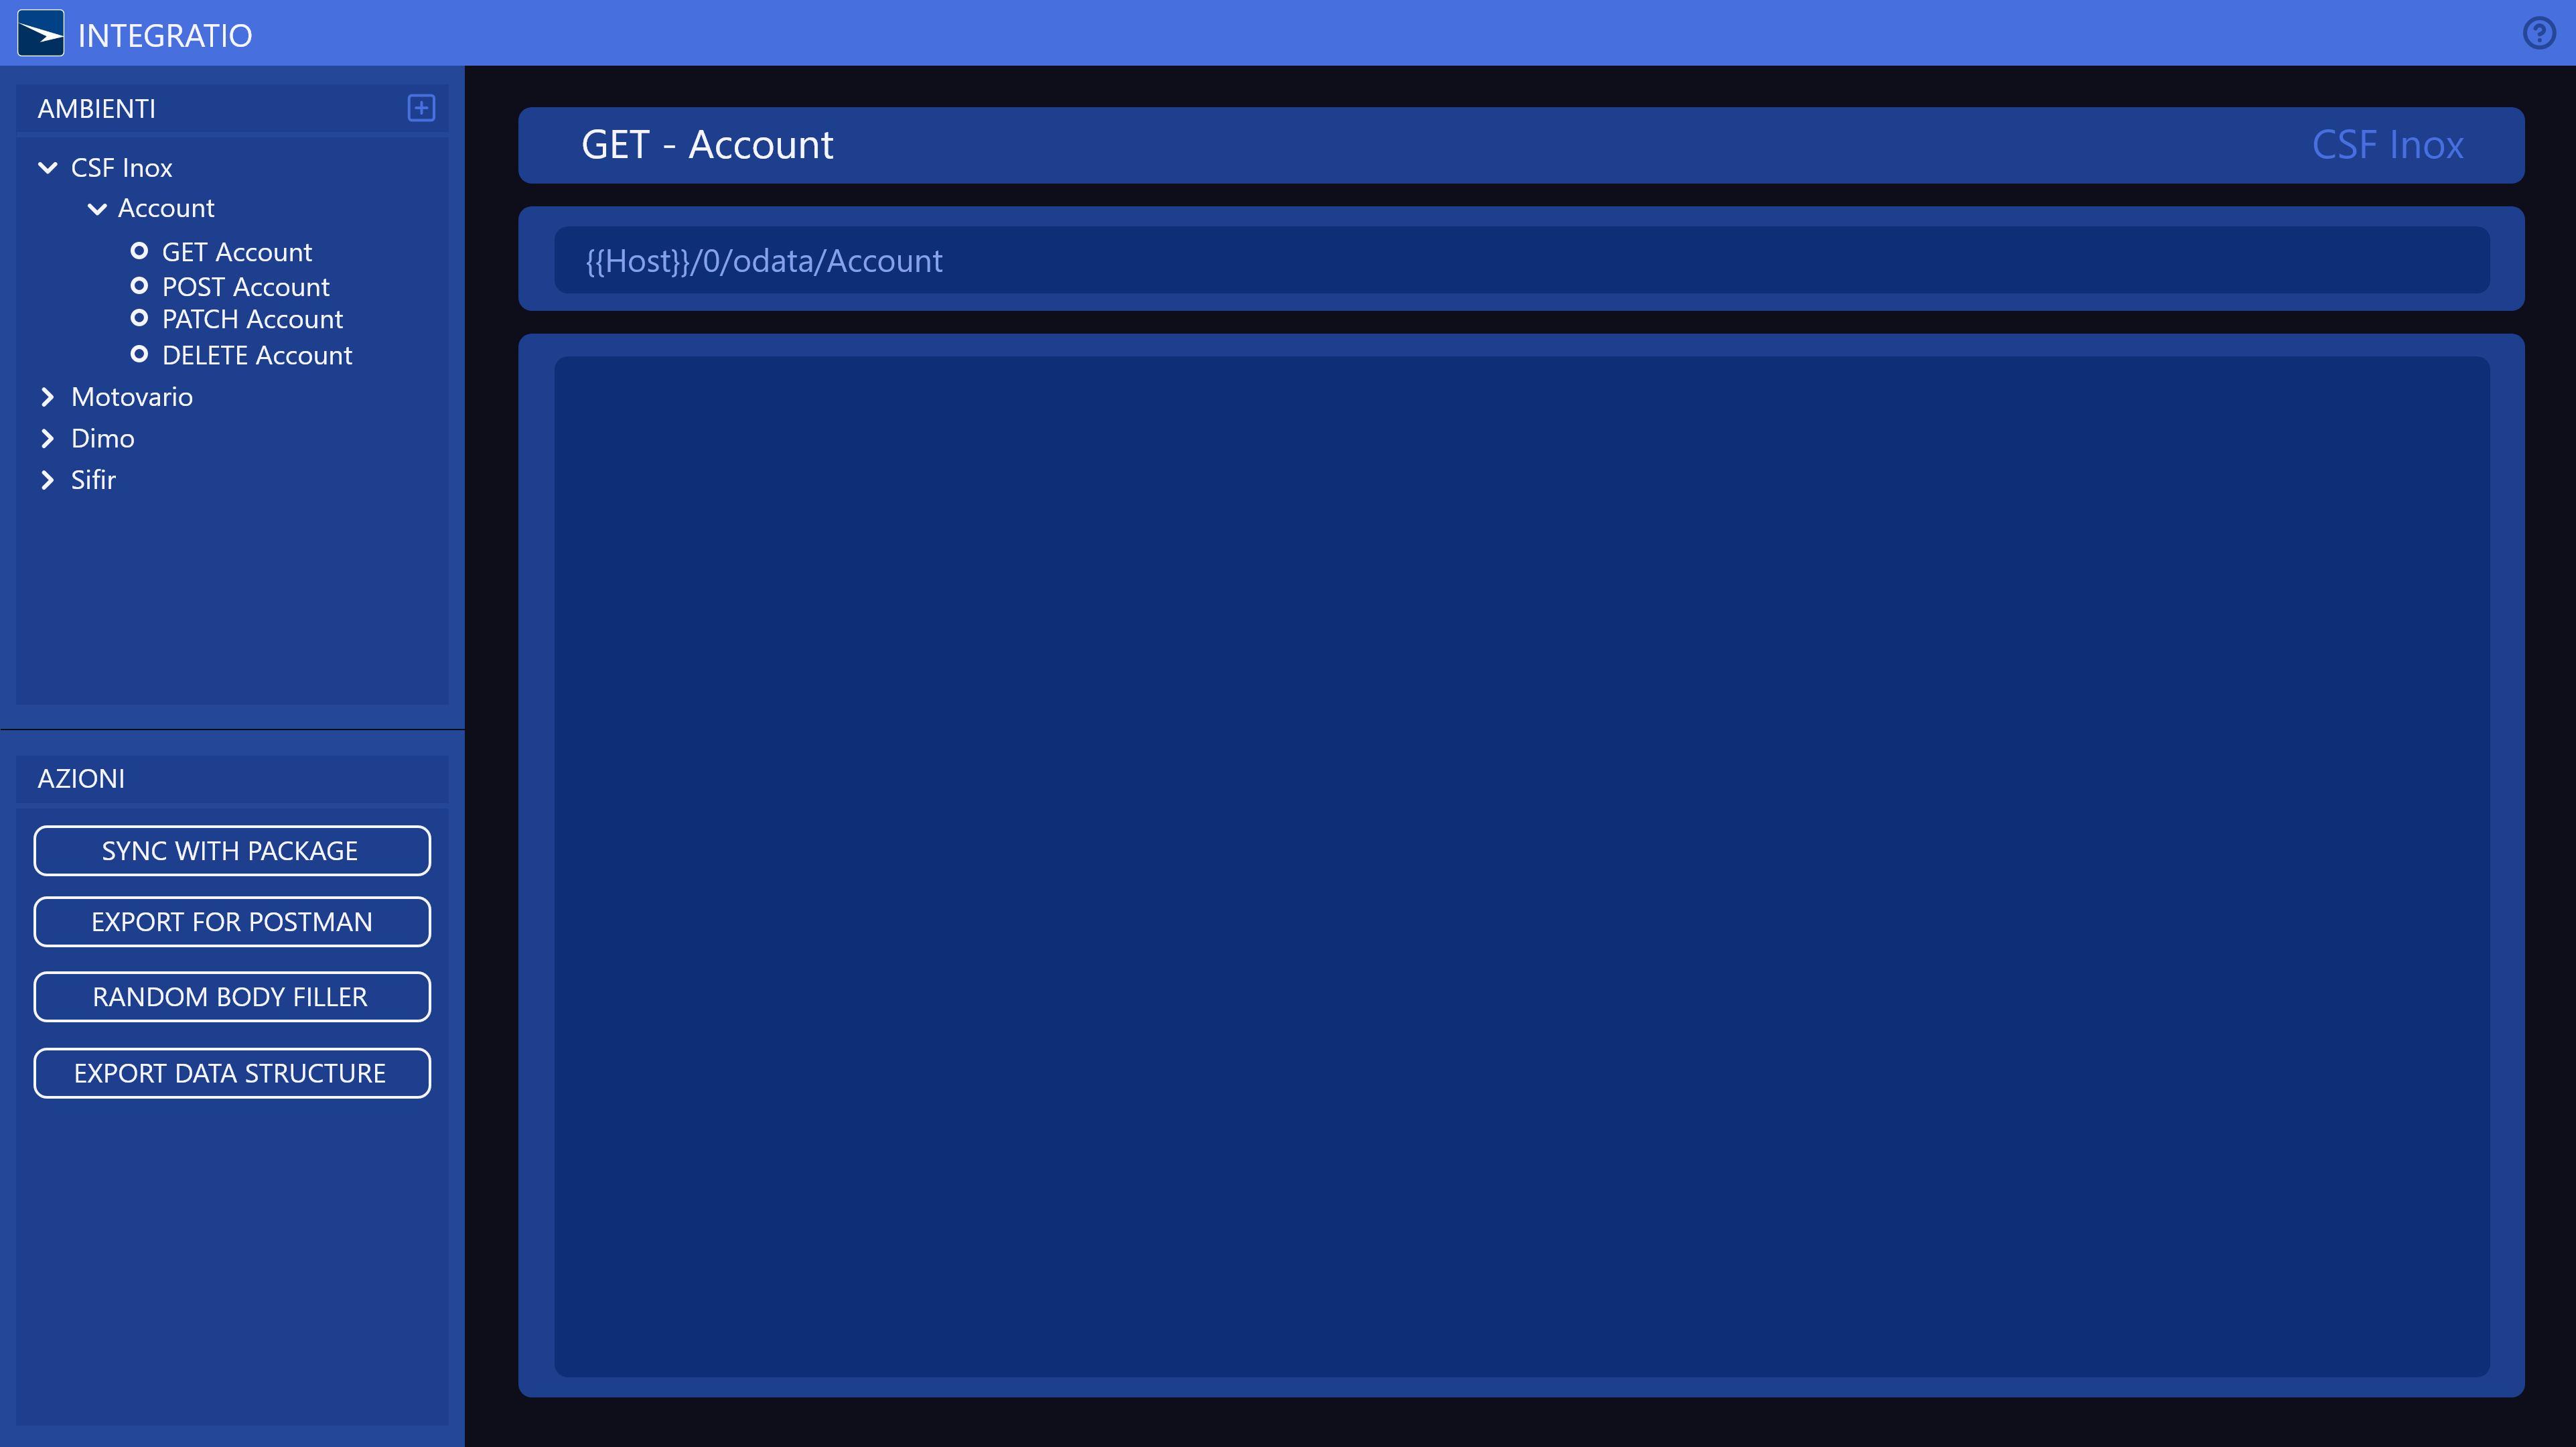 INTEGRATIO
AMBIENTI
CSF Inox
Account
GET Account
POST Account
PATCH Account
DELETE Account
Motovario
Dimo
Sifir
AZIONI
SYNC WITH PACKAGE
EXPORT FOR POSTMAN
RANDOM BODY FILLER
EXPORT DATA STRUCTURE
GET - Account
CSF Inox
{{Host}}/0/odata/Account